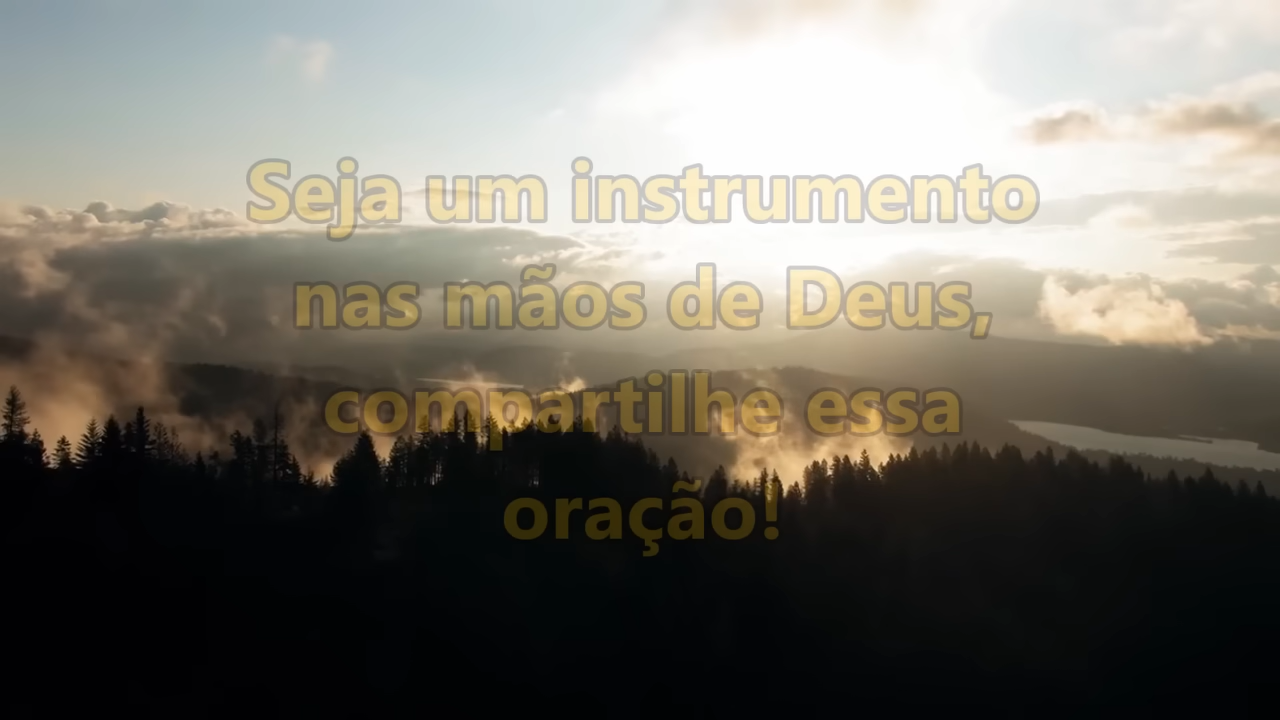 Seja um instrumento
nas mãos de Deus,
compartilhe essa
oração!